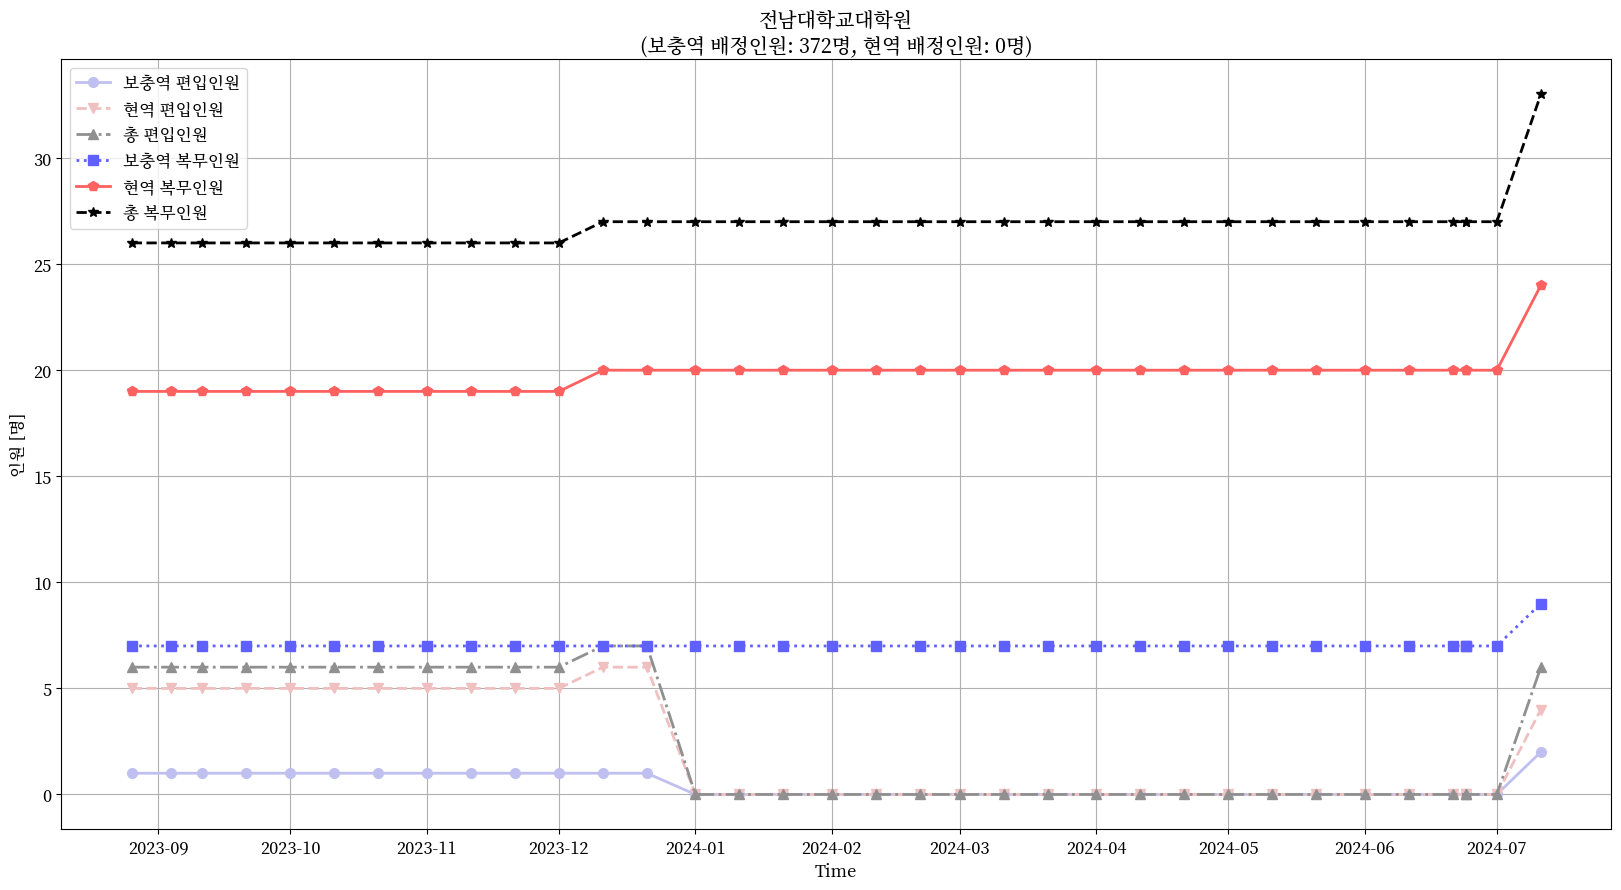 전남대학교대학원
(보충역 배정인원: 372명, 현역 배정인원: 0명)
보충역 편입인원
현역 편입인원
총 편입인원
보충역 복무인원
현역 복무인원
총 복무인원
인원 [명]
30
25
20
15
10
5
0
2023-09
2023-10
2023-11
2023-12
2024-01
2024-02
2024-03
2024-04
2024-05
2024-06
2024-07
Time